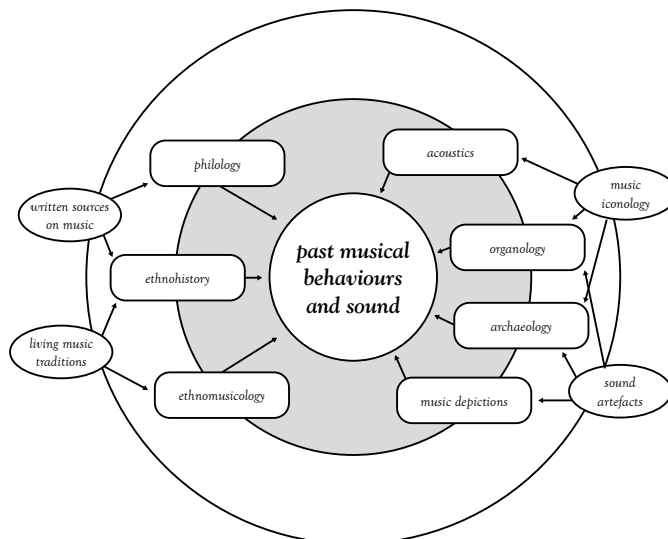 philology
acoustics
written sources
on music
music
iconology
past musical
behaviours
and sound
organology
ethnohistory
archaeology
living music
traditions
ethnomusicology
music depictions
sound
artefacts